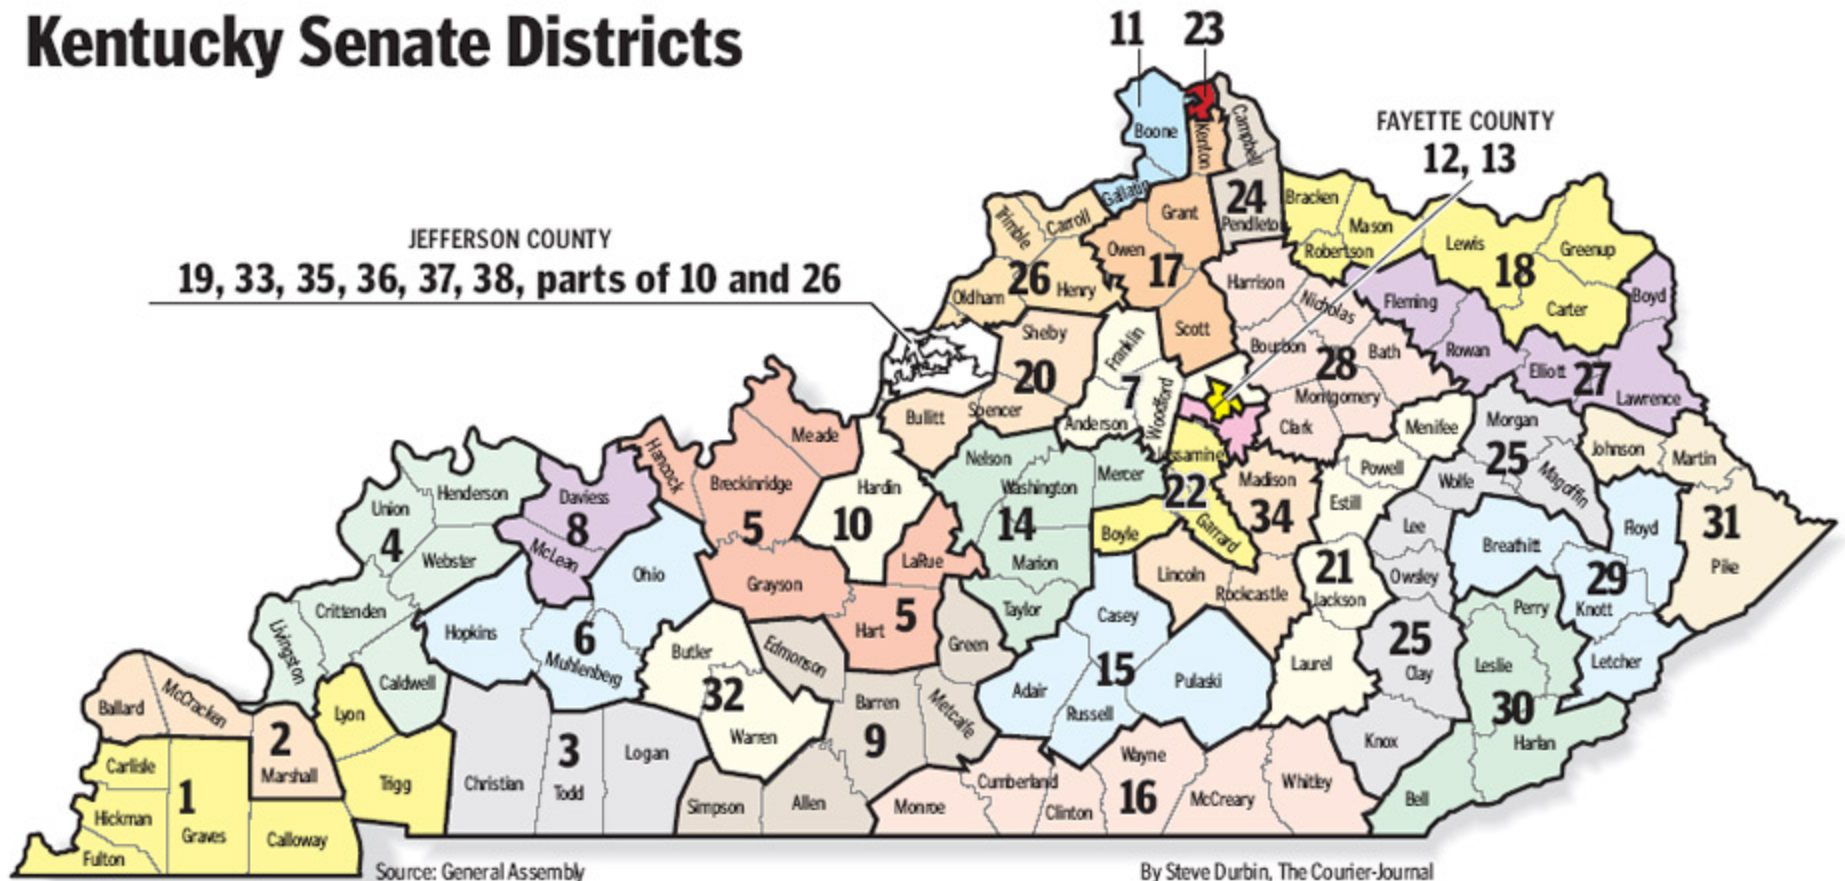 Kentucky Senate Districts
11 23
FAYETTE COUNTY
12, 13
JEFFERSON COUNTY
19, 33, 35, 36, 37, 38, parts of 10 and 26
Boone
Kenton
Campbell
Gallatin
Grant
24
Pendleto
Bracken
Mason
Robertson
Lewis
Greenup
18
Carter
Boyd
Trimble
Carroll
Owen
17
26
Henry
Oldham
Harrison
Nicholas
Fleming
Rowan
Elliott
27
Lawrence
Shelby
Franklin
Scott
Bourbon
28
Bath
20
7
Woodford
Montgomery
Bullitt
Spencer
Anderson
Clark
Menifee
Morgan
25
Magoffin
Johnson
Martin
Meade
Hancock
Breckinridge
5
Hardin
10
Nelson
Washington
Mercer
Jessamine
22
Madison
34
Powell
Estill
Wolfe
Lee
Owsley
Floyd
31
Pike
Union
Henderson
4
Webster
Daviess
8
McLean
Ohio
Grayson
LaRue
14
Marion
Boyle
Garrard
Breathitt
29
Knott
Lincoln
Rockcastle
21
Jackson
Crittenden
Livingston
Caldwell
Hopkins
6
Muhlenberg
Butler
32
Edmonson
Hart
5
Green
Taylor
Casey
15
Pulaski
Adair
Russell
Laurel
25
Clay
Perry
Leslie
Letcher
30
Harlan
Ballard
McCracken
2
Marshall
Lyon
Trigg
Christian
3
Todd
Logan
Warren
Barren
9
Metcalfe
Simpson
Allen
Monroe
Cumberland
Clinton
Wayne
16
McCreary
Whitley
Knox
Bell
Carlisle
1
Hickman
Graves
Calloway
Fulton
Source: General Assembly
By Steve Durbin, The Courier-Journal